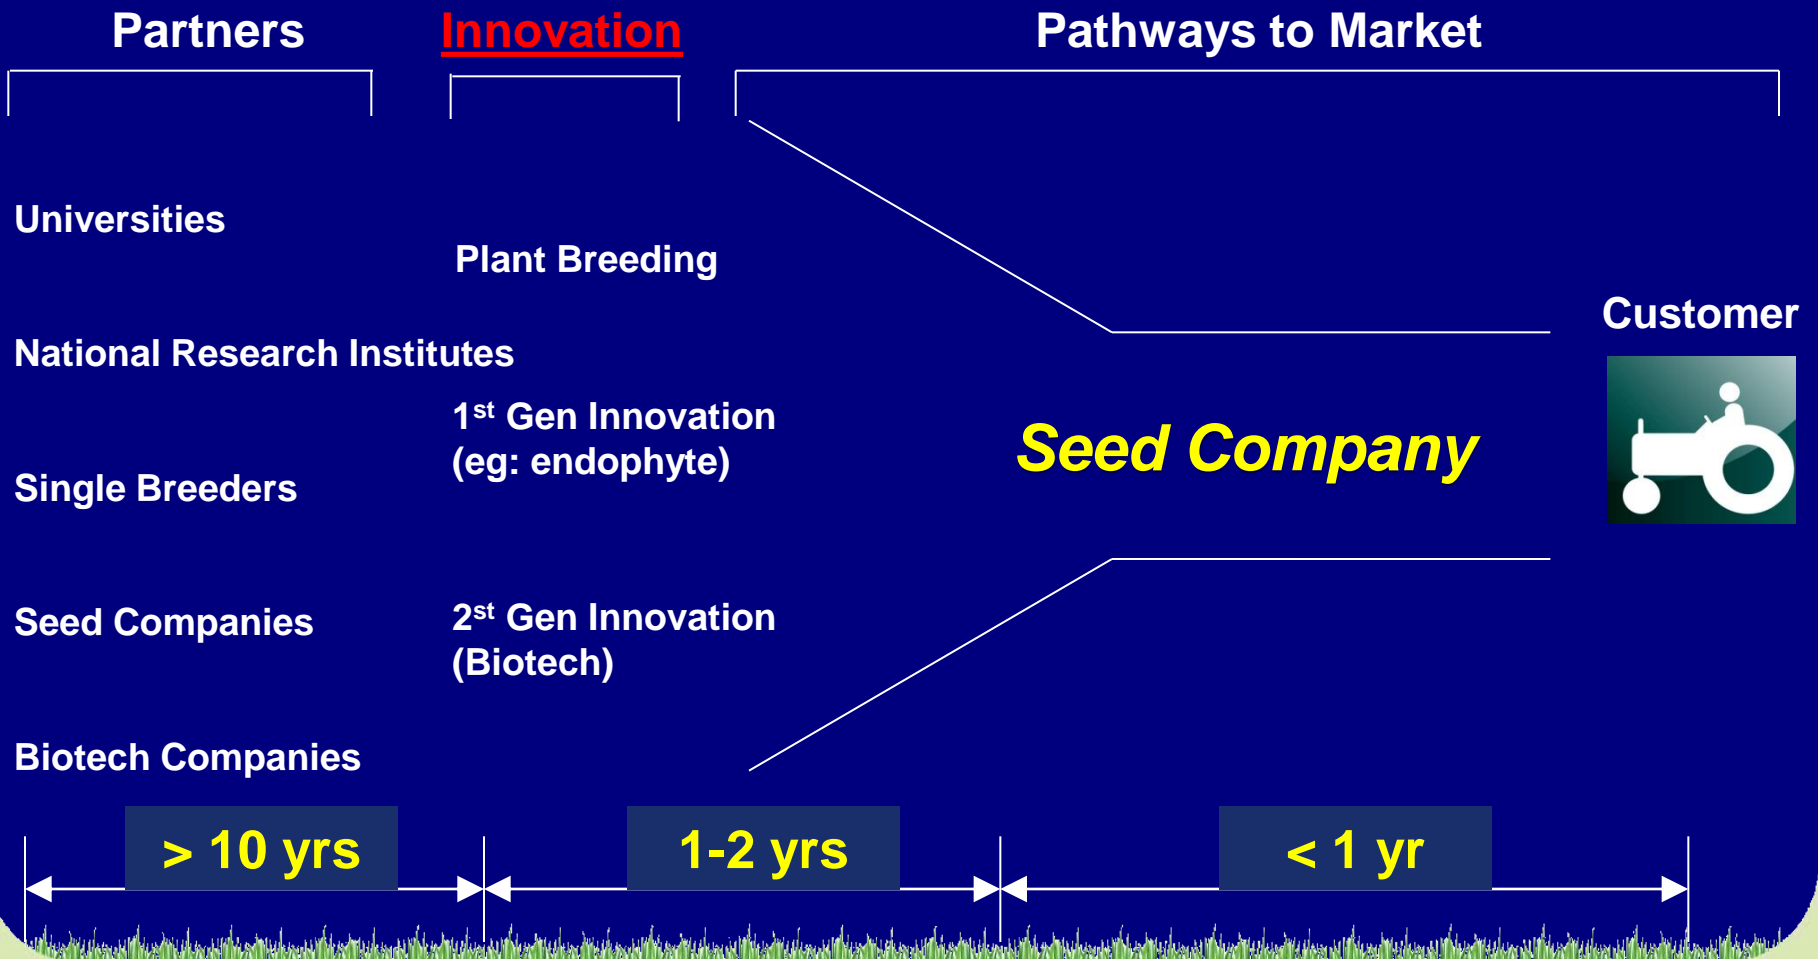 Partners
Innovation
Pathways to Market
Universities
Plant Breeding
Customer
National Research Institutes
1st Gen Innovation
(eg: endophyte)
Seed Company
Single Breeders
Seed Companies
2st Gen Innovation
(Biotech)
Biotech Companies
> 10 yrs
1-2 yrs
< 1 yr